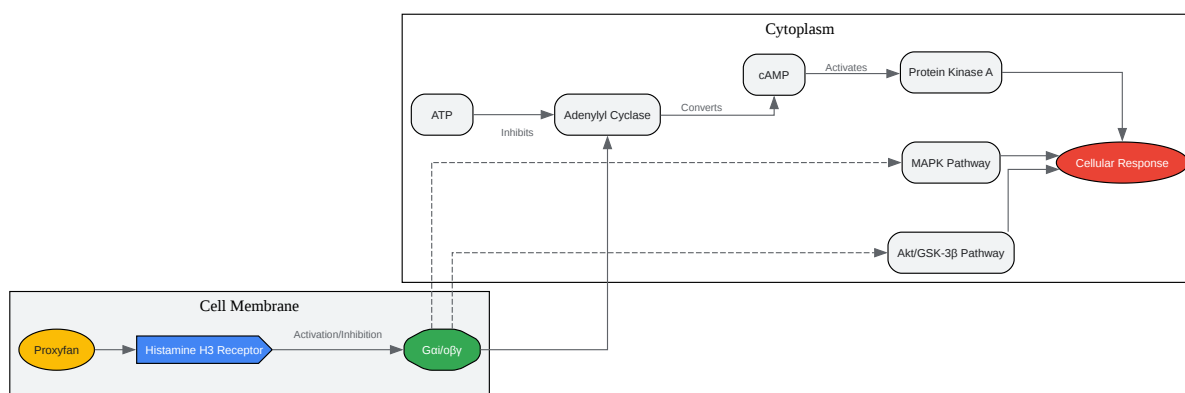 Cytoplasm
cAMP
Activates
Protein Kinase A
ATP
Inhibits
Adenylyl Cyclase
Converts
MAPK Pathway
Cellular Response
Akt/GSK-3β Pathway
Cell Membrane
Proxyfan
Histamine H3 Receptor
Activation/Inhibition
Gαi/oβγ